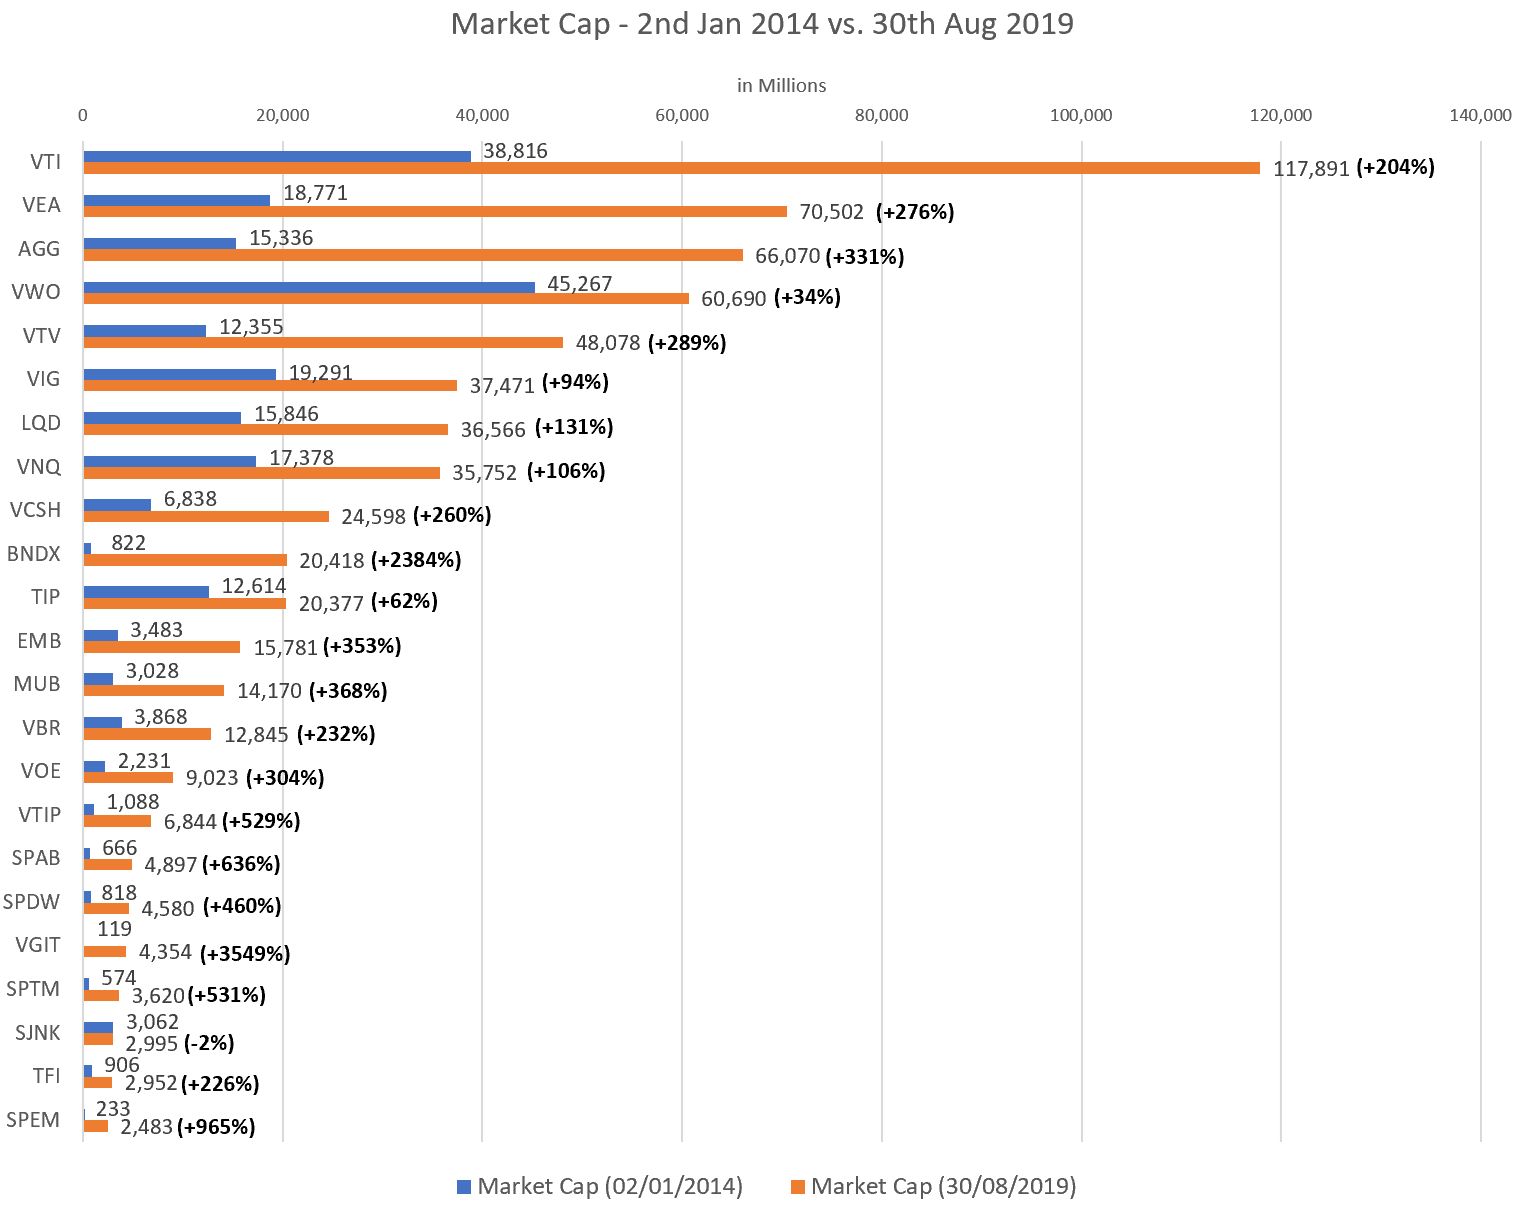 Market Cap - 2nd Jan 2014 vs. 30th Aug 2019
in Millions
0 20,000 40,000 60,000 80,000 100,000 120,000 140,000
VTI 38,816
117,891 (+204%)
VEA 18,771
70,502 (+276%)
AGG 15,336
66,070 (+331%)
VWO 45,267
60,690 (+34%)
VTV 12,355
48,078 (+289%)
VIG 19,291
37,471 (+94%)
LQD 15,846
36,566 (+131%)
VNQ 17,378
35,752 (+106%)
VCSH 6,838
24,598 (+260%)
BNDX 822
20,418 (+2384%)
TIP 12,614
20,377 (+62%)
EMB 3,483
15,781 (+353%)
MUB 3,028
14,170 (+368%)
VBR 3,868
12,845 (+232%)
VOE 2,231
9,023 (+304%)
VTIP 1,088
6,844 (+529%)
SPAB 666
4,897 (+636%)
SPDW 818
4,580 (+460%)
VGIT 119
4,354 (+3549%)
SPTM 574
3,620 (+531%)
SJNK 3,062
2,995 (-2%)
TFI 906
2,952 (+226%)
SPEM 233
2,483 (+965%)
Market Cap (02/01/2014) Market Cap (30/08/2019)